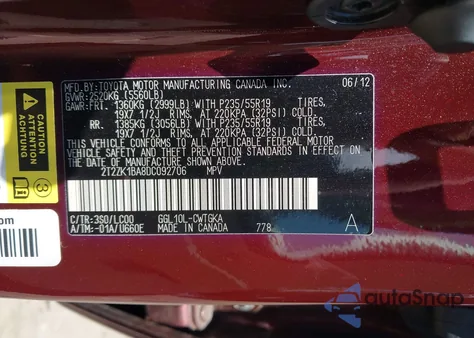 MFD. BY: TOYOTA MOTOR MANUFACTURING CANADA INC. 06/12
GVWR: 2520KG (5560LB)
GAWR:FRT. 1360KG (2999LB) WITH P235/55R19 TIRES,
19X7 1/2J RIMS, AT 220KPA (32PSI) COLD.
RR. 1386KG (3056LB) WITH P235/55R19 TIRES,
19X7 1/2J RIMS, AT 220KPA (32PSI) COLD.
THIS VEHICLE CONFORMS TO ALL APPLICABLE FEDERAL MOTOR
VEHICLE SAFETY AND THEFT PREVENTION STANDARDS IN EFFECT
ON THE DATE OF MANUFACTURE SHOWN ABOVE.
2T2ZK1BA8DC092706 MPV
C/TR:3S0/LC00 GGL10L-CWTGKA
A/TM:-01A/U660E
MADE IN CANADA 778
A
3
.com
autoSnap